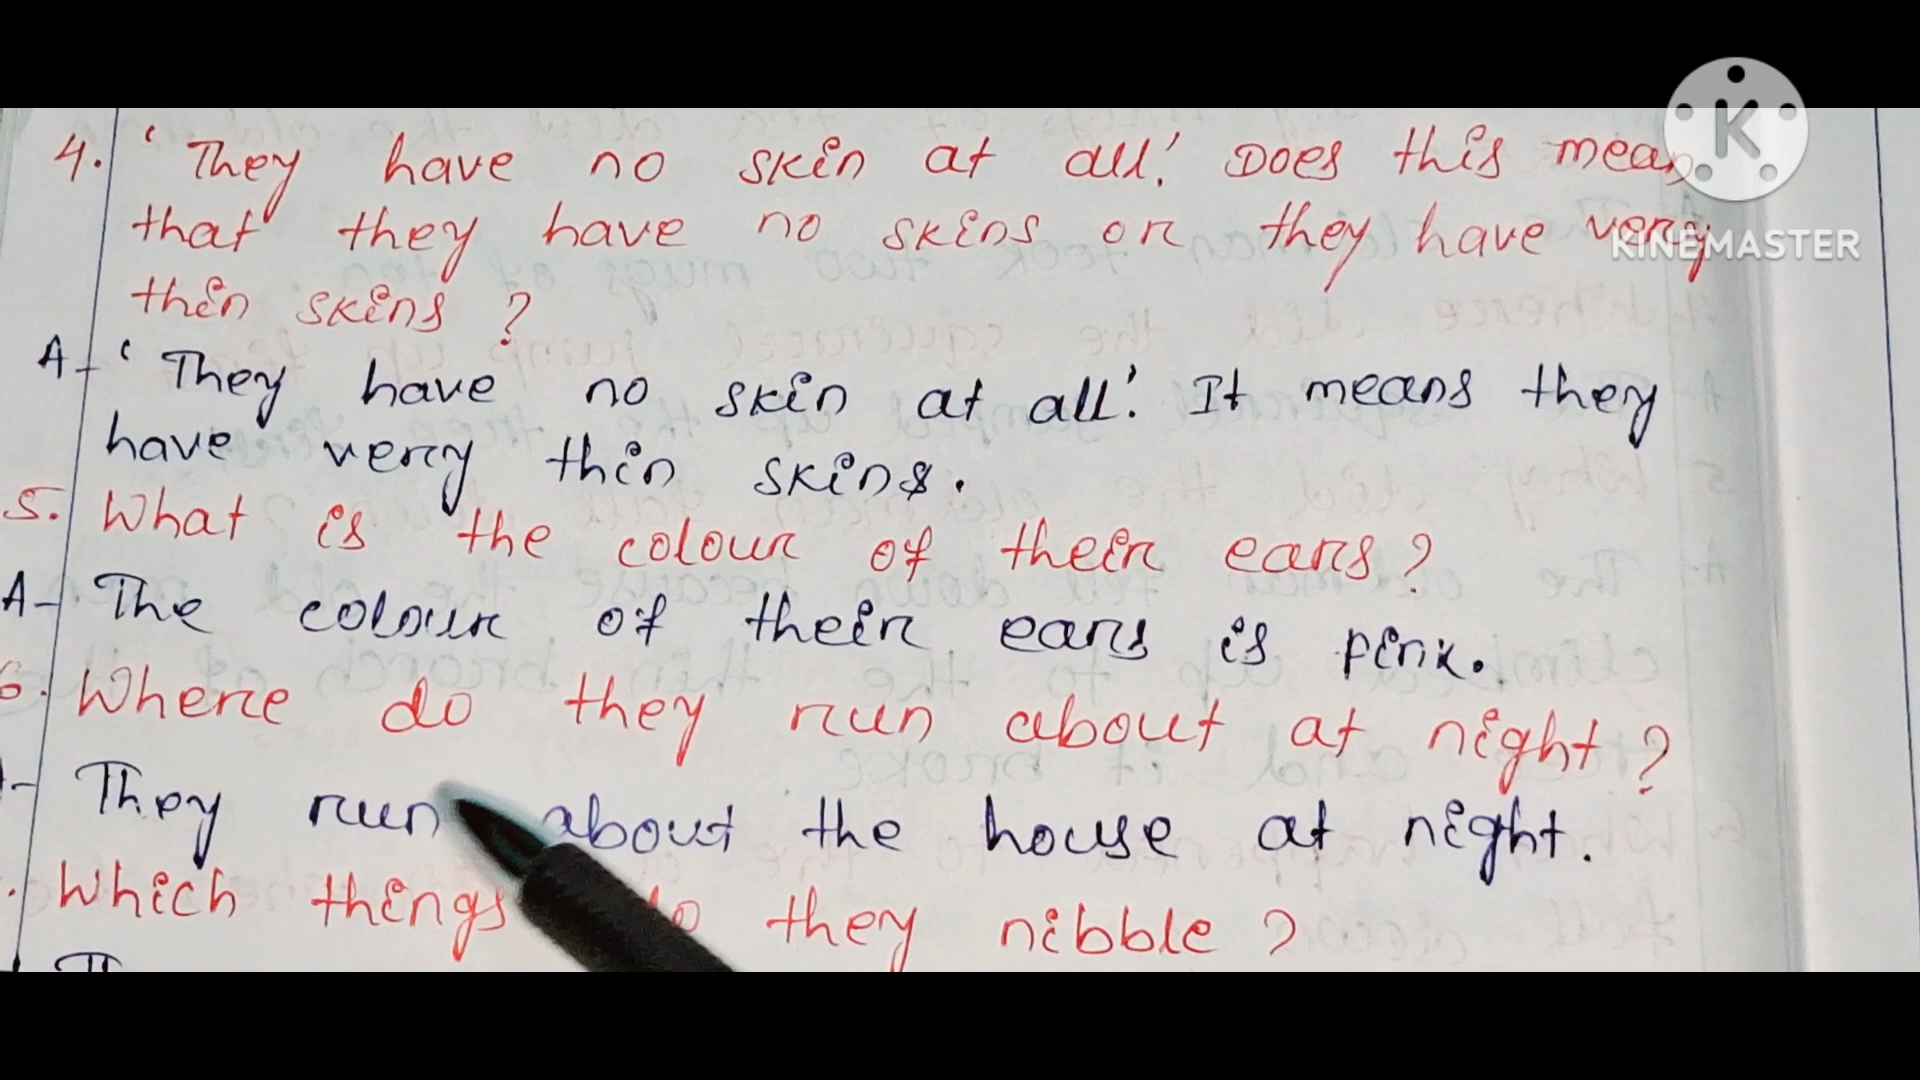 4. 'They have no skin at all'. Does this mean
that they have no skins or they have very
thin skins ?
A- 'They have no skin at all'. It means they
have very thin skins.
5. What is the colour of their ears?
A- The colour of their ears is pink.
6. Where do they run about at night?
A- They run about the house at night.
. Which things do they nibble ?
K
KINEMASTER